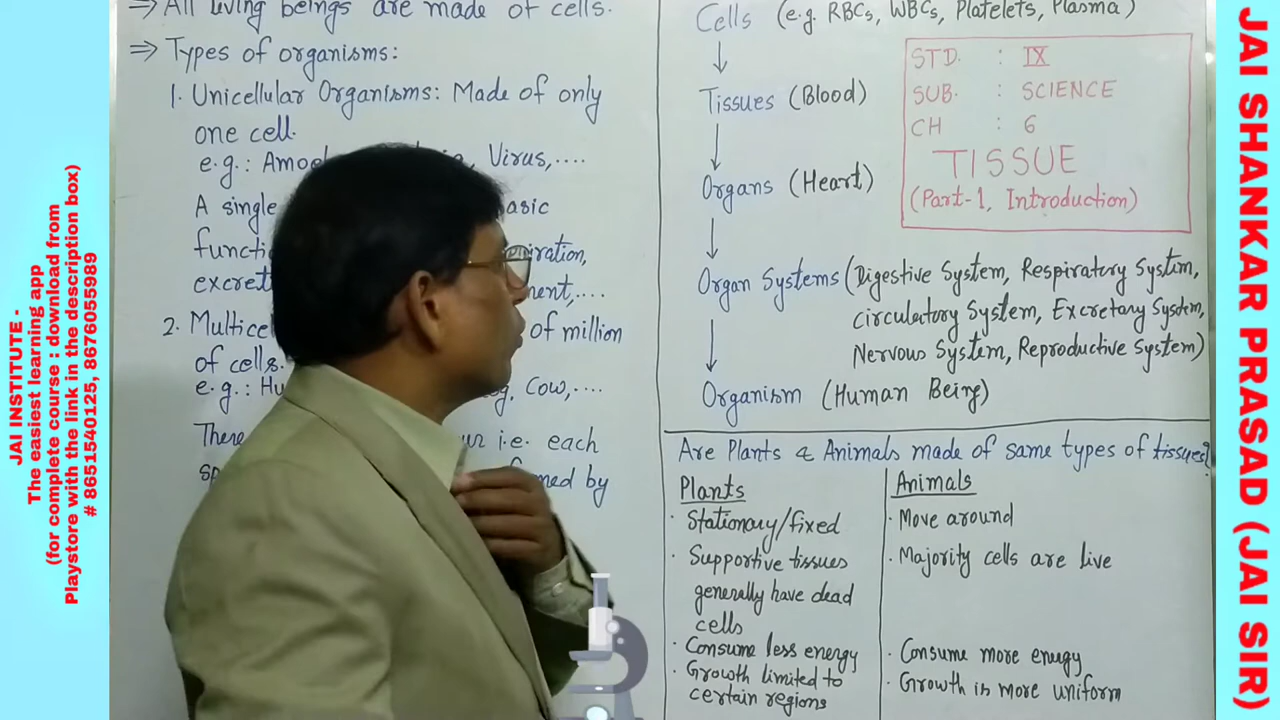 JAI INSTITUTE -
The easiest learning app
(for complete course : download from
Playstore with the link in the description box)
# 8651540125, 8676055989
⇒ All living beings are made of cells.
⇒ Types of organisms:
1. Unicellular Organisms: Made of only
one cell.
e.g.: Virus,....
A single asic
functi
excret ment,....
2. Multice of million
of cells.
e.g.: Cow,....
There i.e. each
by
Cells (e.g. RBCs, WBCs, Platelets, Plasma)
↓
Tissues (Blood)
↓
Organs (Heart)
↓
Organ Systems (Digestive System, Respiratory System,
Circulatory System, Excretary System,
Nervous System, Reproductive System)
↓
Organism (Human Being)
STD. : IX
SUB. : SCIENCE
CH : 6
TISSUE
(Part-1, Introduction)
Are Plants & Animals made of same types of tissues?
Plants
· Stationary/fixed
· Supportive tissues
generally have dead
cells
· Consume less energy
· Growth limited to
certain regions
Animals
· Move around
· Majority cells are live
· Consume more energy
· Growth is more uniform
JAI SHANKAR PRASAD (JAI SIR)